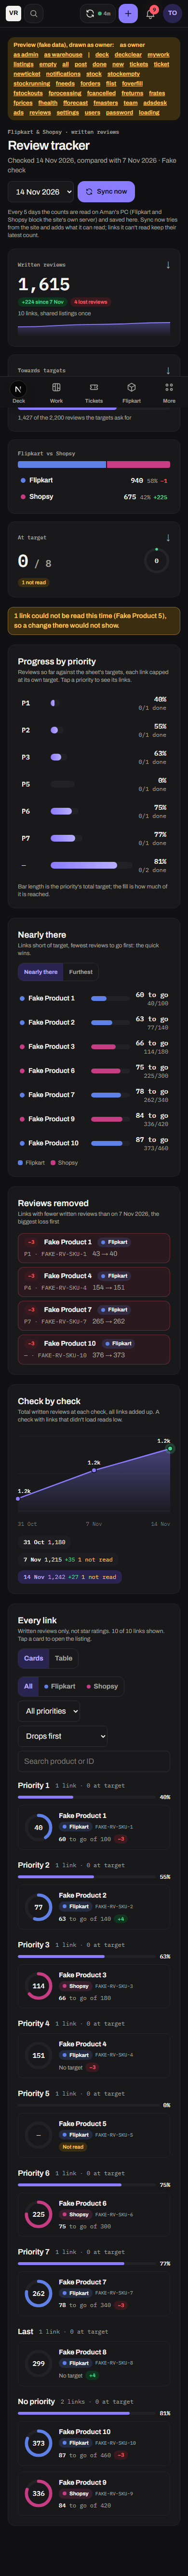 VR
4m
9
TO
Preview (fake data), drawn as owner: as owner
as admin as warehouse | deck deckclear mywork
listings empty all post done new tickets ticket
newticket notifications stock stockempty
stockrunning fneeds forders flist foverfill
fstockouts fprocessing fcancelled freturns frates
fprices fhealth fforecast fmasters team adsdesk
ads reviews settings users password loading
Flipkart & Shopsy · written reviews
Review tracker
Checked 14 November 2026, compared with 7 Nov 2026 · Fake
check
14 Nov 2026
Sync now
Every 5 days the counts are read on Aman's PC (Flipkart and
Shopsy block the site's own server) and saved here. Sync now tries
from the site and adds what it can read; links it can't read keep their
latest count.
Written reviews
1,615
+224 since 7 Nov
4 lost reviews
10 links, shared listings once
Towards targets
Deck
Work
Tickets
Flipkart
More
1,427 of the 2,200 reviews the targets ask for
Flipkart vs Shopsy
Flipkart 940 58% −1
Shopsy 675 42% +225
At target
0 / 8
0
1 not read
1 link could not be read this time (Fake Product 5),
so a change there would not show.
Progress by priority
Reviews so far against the sheet's targets, each link capped
at its own target. Tap a priority to see its links.
P1 40%
0/1 done
P2 55%
0/1 done
P3 63%
0/1 done
P5 0%
0/1 done
P6 75%
0/1 done
P7 77%
0/1 done
— 81%
0/2 done
Bar length is the priority's total target; the fill is how much of
it is reached.
Nearly there
Links short of target, fewest reviews to go first: the quick
wins.
Nearly there
Furthest
Fake Product 1 60 to go
40/100
Fake Product 2 63 to go
77/140
Fake Product 3 66 to go
114/180
Fake Product 6 75 to go
225/300
Fake Product 7 78 to go
262/340
Fake Product 9 84 to go
336/420
Fake Product 10 87 to go
373/460
Flipkart
Shopsy
Reviews removed
Links with fewer written reviews than on 7 Nov 2026, the
biggest loss first
−3 Fake Product 1 Flipkart
P1 · FAKE-RV-SKU-1 43 → 40
−3 Fake Product 4 Flipkart
P4 · FAKE-RV-SKU-4 154 → 151
−3 Fake Product 7 Flipkart
P7 · FAKE-RV-SKU-7 265 → 262
−3 Fake Product 10 Flipkart
— · FAKE-RV-SKU-10 376 → 373
Check by check
Total written reviews at each check, all links added up. A
check with links that didn't load reads low.
1.2k
1.2k
1.2k
31 Oct
7 Nov
14 Nov
31 Oct 1,180
7 Nov 1,215 +35 1 not read
14 Nov 1,242 +27 1 not read
Every link
Written reviews only, not star ratings. 10 of 10 links shown.
Tap a card to open the listing.
Cards
Table
All
Flipkart
Shopsy
All priorities
Drops first
Search product or ID
Priority 1 1 link · 0 at target
40%
40
Fake Product 1
Flipkart FAKE-RV-SKU-1
60 to go of 100 −3
Priority 2 1 link · 0 at target
55%
77
Fake Product 2
Flipkart FAKE-RV-SKU-2
63 to go of 140 +4
Priority 3 1 link · 0 at target
63%
114
Fake Product 3
Shopsy FAKE-RV-SKU-3
66 to go of 180
Priority 4 1 link · 0 at target
151
Fake Product 4
Flipkart FAKE-RV-SKU-4
No target −3
Priority 5 1 link · 0 at target
0%
—
Fake Product 5
Flipkart FAKE-RV-SKU-5
Not read
Priority 6 1 link · 0 at target
75%
225
Fake Product 6
Shopsy FAKE-RV-SKU-6
75 to go of 300
Priority 7 1 link · 0 at target
77%
262
Fake Product 7
Flipkart FAKE-RV-SKU-7
78 to go of 340 −3
Last 1 link · 0 at target
299
Fake Product 8
Flipkart FAKE-RV-SKU-8
No target +4
No priority 2 links · 0 at target
81%
373
Fake Product 10
Flipkart FAKE-RV-SKU-10
87 to go of 460 −3
336
Fake Product 9
Shopsy FAKE-RV-SKU-9
84 to go of 420